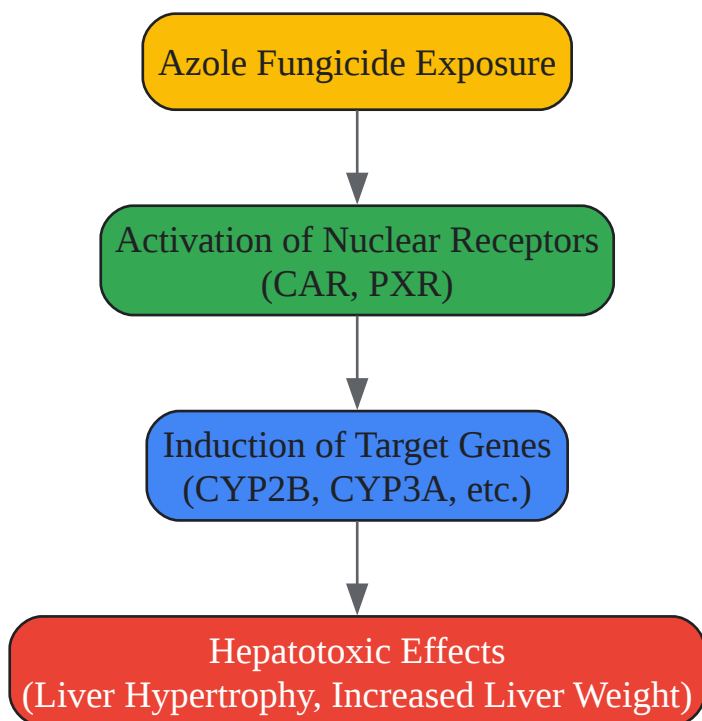 Azole Fungicide Exposure
Activation of Nuclear Receptors
(CAR, PXR)
Induction of Target Genes
(CYP2B, CYP3A, etc.)
Hepatotoxic Effects
(Liver Hypertrophy, Increased Liver Weight)